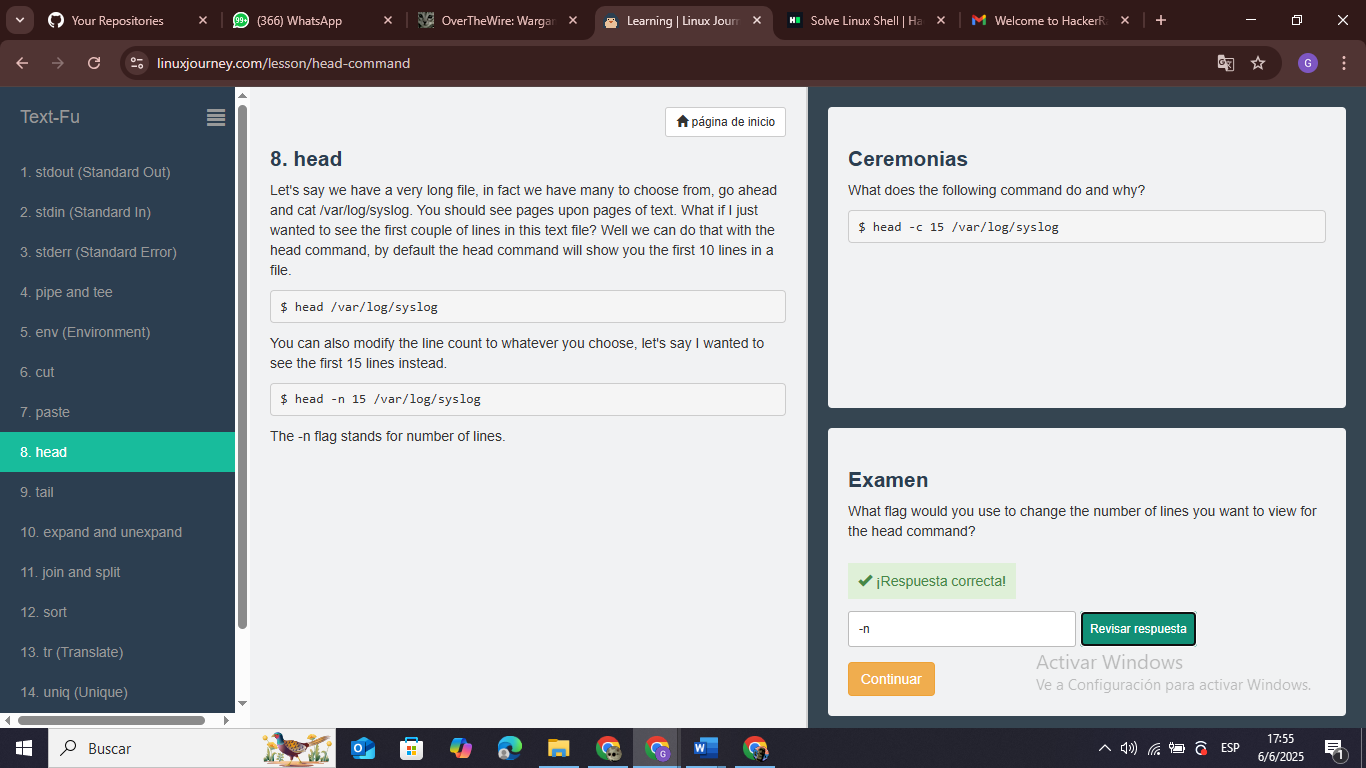 Your Repositories
(366) WhatsApp
OverTheWire: Wargar
Learning | Linux Journ
Solve Linux Shell | Ha
Welcome to HackerRa
linuxjourney.com/lesson/head-command
G
Text-Fu
1. stdout (Standard Out)
2. stdin (Standard In)
3. stderr (Standard Error)
4. pipe and tee
5. env (Environment)
6. cut
7. paste
8. head
9. tail
10. expand and unexpand
11. join and split
12. sort
13. tr (Translate)
14. uniq (Unique)
página de inicio
8. head
Let's say we have a very long file, in fact we have many to choose from, go ahead
and cat /var/log/syslog. You should see pages upon pages of text. What if I just
wanted to see the first couple of lines in this text file? Well we can do that with the
head command, by default the head command will show you the first 10 lines in a
file.
$ head /var/log/syslog
You can also modify the line count to whatever you choose, let's say I wanted to
see the first 15 lines instead.
$ head -n 15 /var/log/syslog
The -n flag stands for number of lines.
Ceremonias
What does the following command do and why?
$ head -c 15 /var/log/syslog
Examen
What flag would you use to change the number of lines you want to view for
the head command?
¡Respuesta correcta!
-n
Revisar respuesta
Continuar
Activar Windows
Ve a Configuración para activar Windows.
Buscar
ESP
17:55
6/6/2025
1